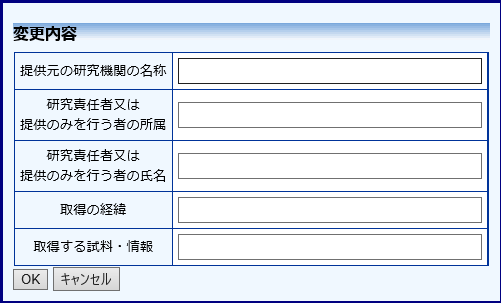 変更内容
提供元の研究機関の名称
研究責任者又は
提供のみを行う者の所属
研究責任者又は
提供のみを行う者の氏名
取得の経緯
取得する試料・情報
OK キャンセル